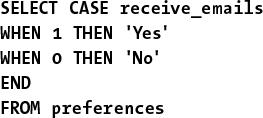 SELECT CASE receive_emails
WHEN 1 THEN 'Yes'
WHEN 0 THEN 'No'
END
FROM preferences